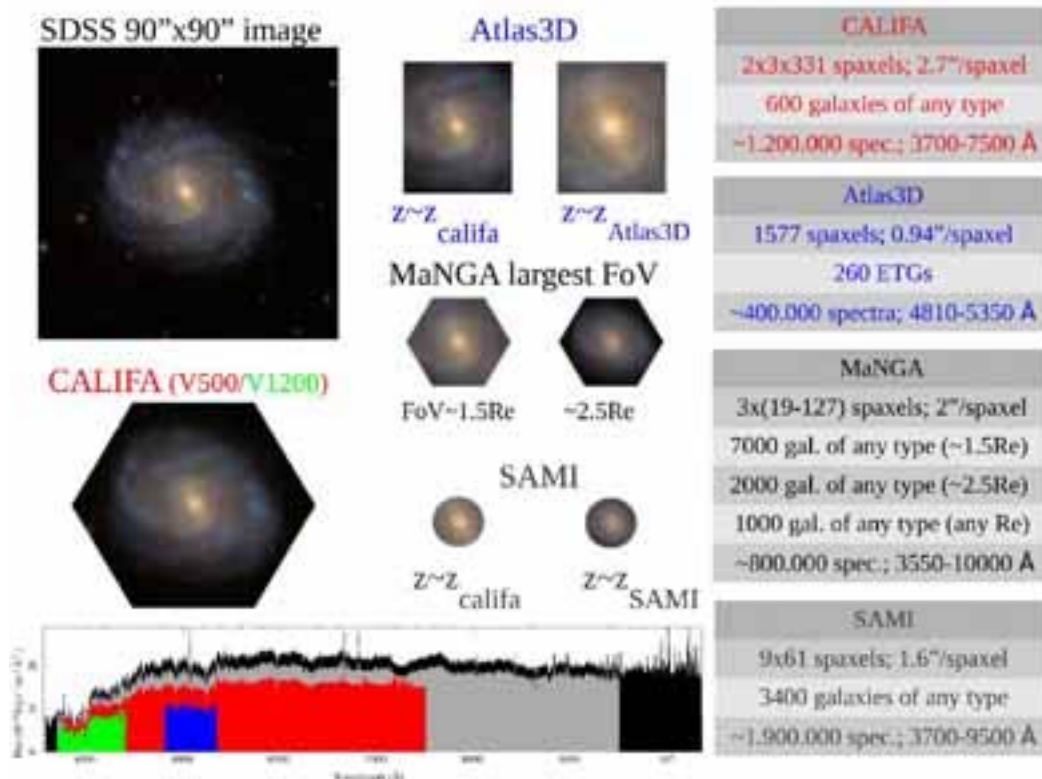 SDSS 90”x90” image
Atlas3D
z~z califa
z~z Atlas3D
MaNGA largest FoV
FoV~1.5Re
~2.5Re
CALIFA (V500/V1200)
SAMI
z~z califa
z~z SAMI
CALIFA
2x3x331 spaxels; 2.7”/spaxel
600 galaxies of any type
~1.200.000 spec.; 3700-7500 Å
Atlas3D
1577 spaxels; 0.94”/spaxel
260 ETGs
~400.000 spectra; 4810-5350 Å
MaNGA
3x(19-127) spaxels; 2”/spaxel
7000 gal. of any type (~1.5Re)
2000 gal. of any type (~2.5Re)
1000 gal. of any type (any Re)
~800.000 spec.; 3550-10000 Å
SAMI
9x61 spaxels; 1.6”/spaxel
3400 galaxies of any type
~1.900.000 spec.; 3700-9500 Å